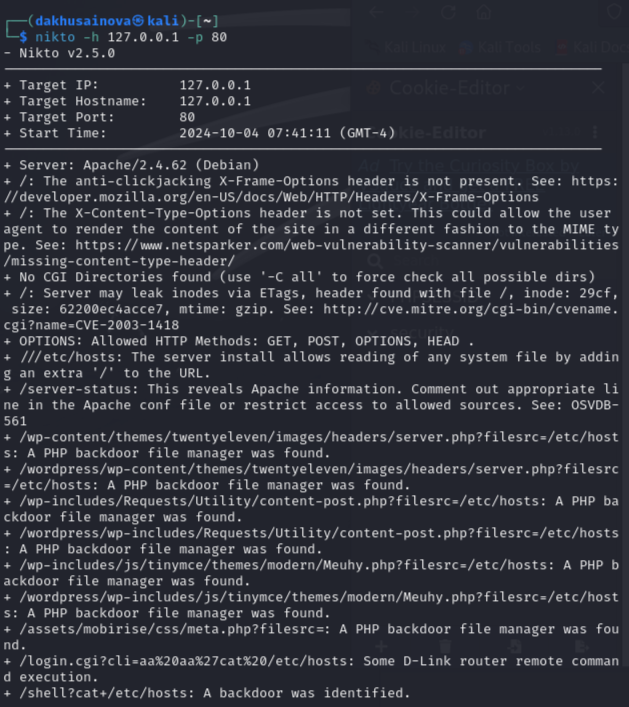 (dakhusainova㉿kali)-[~]
$ nikto -h 127.0.0.1 -p 80
- Nikto v2.5.0
+ Target IP: 127.0.0.1
+ Target Hostname: 127.0.0.1
+ Target Port: 80
+ Start Time: 2024-10-04 07:41:11 (GMT-4)
+ Server: Apache/2.4.62 (Debian)
+ /: The anti-clickjacking X-Frame-Options header is not present. See: https:
//developer.mozilla.org/en-US/docs/Web/HTTP/Headers/X-Frame-Options
+ /: The X-Content-Type-Options header is not set. This could allow the user
agent to render the content of the site in a different fashion to the MIME ty
pe. See: https://www.netsparker.com/web-vulnerability-scanner/vulnerabilities
/missing-content-type-header/
+ No CGI Directories found (use '-C all' to force check all possible dirs)
+ /: Server may leak inodes via ETags, header found with file /, inode: 29cf,
size: 62200ec4acce7, mtime: gzip. See: http://cve.mitre.org/cgi-bin/cvename.
cgi?name=CVE-2003-1418
+ OPTIONS: Allowed HTTP Methods: GET, POST, OPTIONS, HEAD .
+ ///etc/hosts: The server install allows reading of any system file by addin
g an extra '/' to the URL.
+ /server-status: This reveals Apache information. Comment out appropriate li
ne in the Apache conf file or restrict access to allowed sources. See: OSVDB-
561
+ /wp-content/themes/twentyeleven/images/headers/server.php?filesrc=/etc/host
s: A PHP backdoor file manager was found.
+ /wordpress/wp-content/themes/twentyeleven/images/headers/server.php?filesrc
=/etc/hosts: A PHP backdoor file manager was found.
+ /wp-includes/Requests/Utility/content-post.php?filesrc=/etc/hosts: A PHP ba
ckdoor file manager was found.
+ /wordpress/wp-includes/Requests/Utility/content-post.php?filesrc=/etc/hosts
: A PHP backdoor file manager was found.
+ /wp-includes/js/tinymce/themes/modern/Meuhy.php?filesrc=/etc/hosts: A PHP b
ackdoor file manager was found.
+ /wordpress/wp-includes/js/tinymce/themes/modern/Meuhy.php?filesrc=/etc/host
s: A PHP backdoor file manager was found.
+ /assets/mobirise/css/meta.php?filesrc=: A PHP backdoor file manager was fou
nd.
+ /login.cgi?cli=aa%20aa%27cat%20/etc/hosts: Some D-Link router remote comman
d execution.
+ /shell?cat+/etc/hosts: A backdoor was identified.
Kali Linux
Kali Tools
Kali Doc
Cookie-Editor
Cookie-Editor
Ad
security